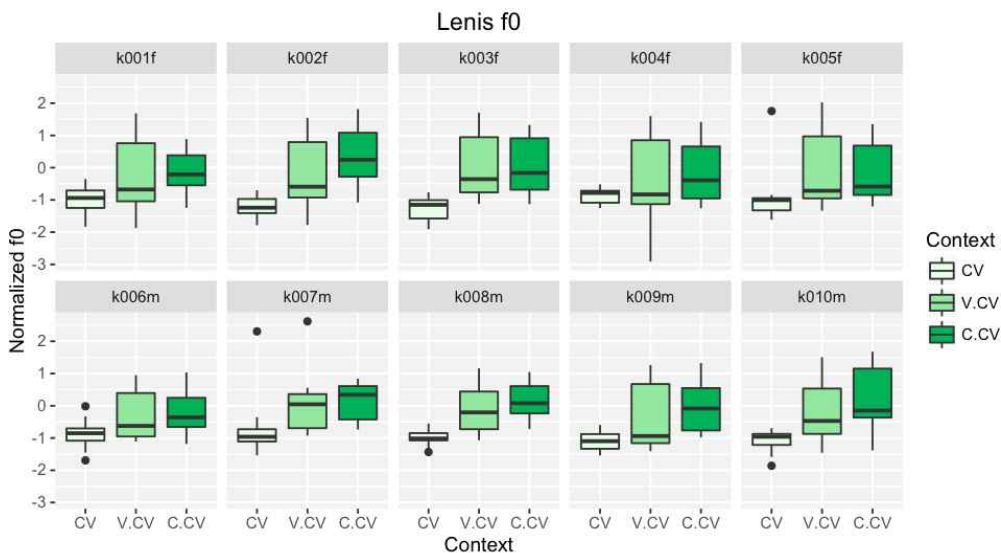 Lenis f0
k001f k002f k003f k004f k005f
2
1
0
-1
-2
-3
k006m k007m k008m k009m k010m
2
1
0
-1
-2
-3
CV V.CV C.CV CV V.CV C.CV CV V.CV C.CV CV V.CV C.CV CV V.CV C.CV
Context
Normalized f0
Context
CV
V.CV
C.CV